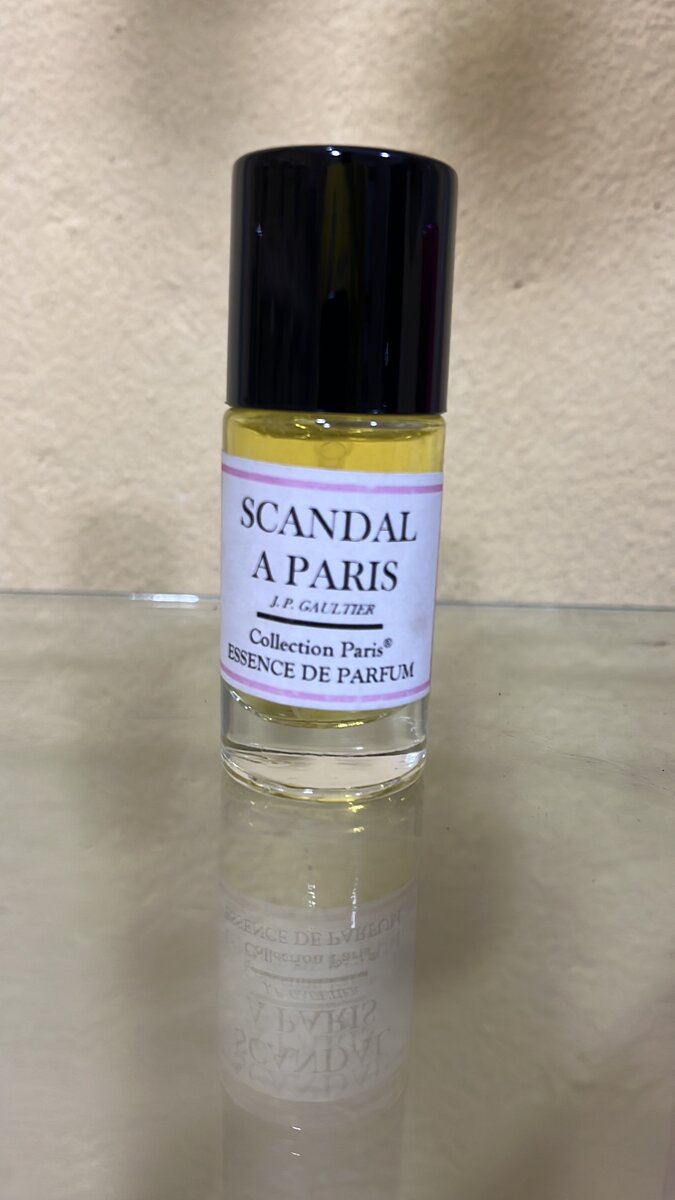 SCANDAL
A PARIS
J.P. GAULTIER
Collection Paris®
ESSENCE DE PARFUM